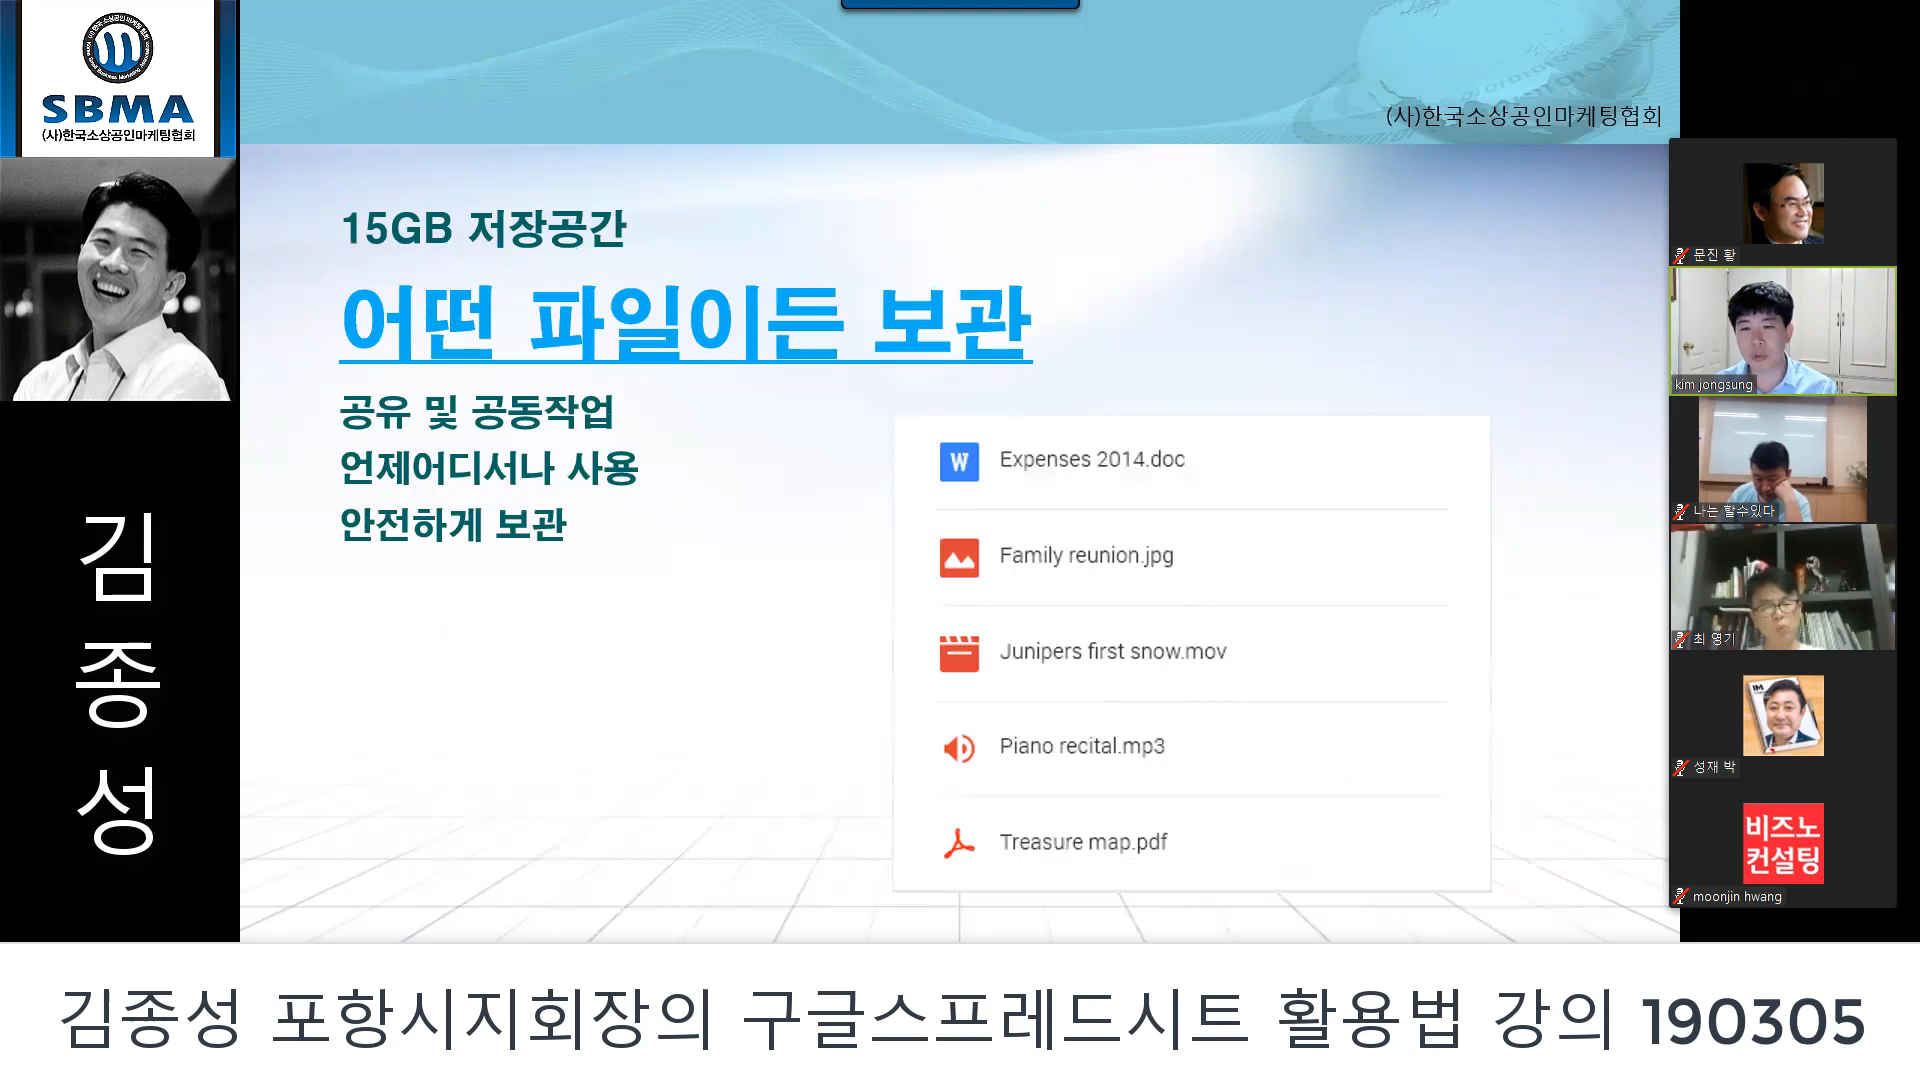 SBMA
(사)한국소상공인마케팅협회
김
종
성
(사)한국소상공인마케팅협회
15GB 저장공간
어떤 파일이든 보관
공유 및 공동작업
언제어디서나 사용
안전하게 보관
W
Expenses 2014.doc
Family reunion.jpg
Junipers first snow.mov
Piano recital.mp3
Treasure map.pdf
문진 황
kim jongsung
나는 할수있다
최 영기
IM
성재 박
비즈노
컨설팅
moonjin hwang
김종성 포항시지회장의 구글스프레드시트 활용법 강의 190305